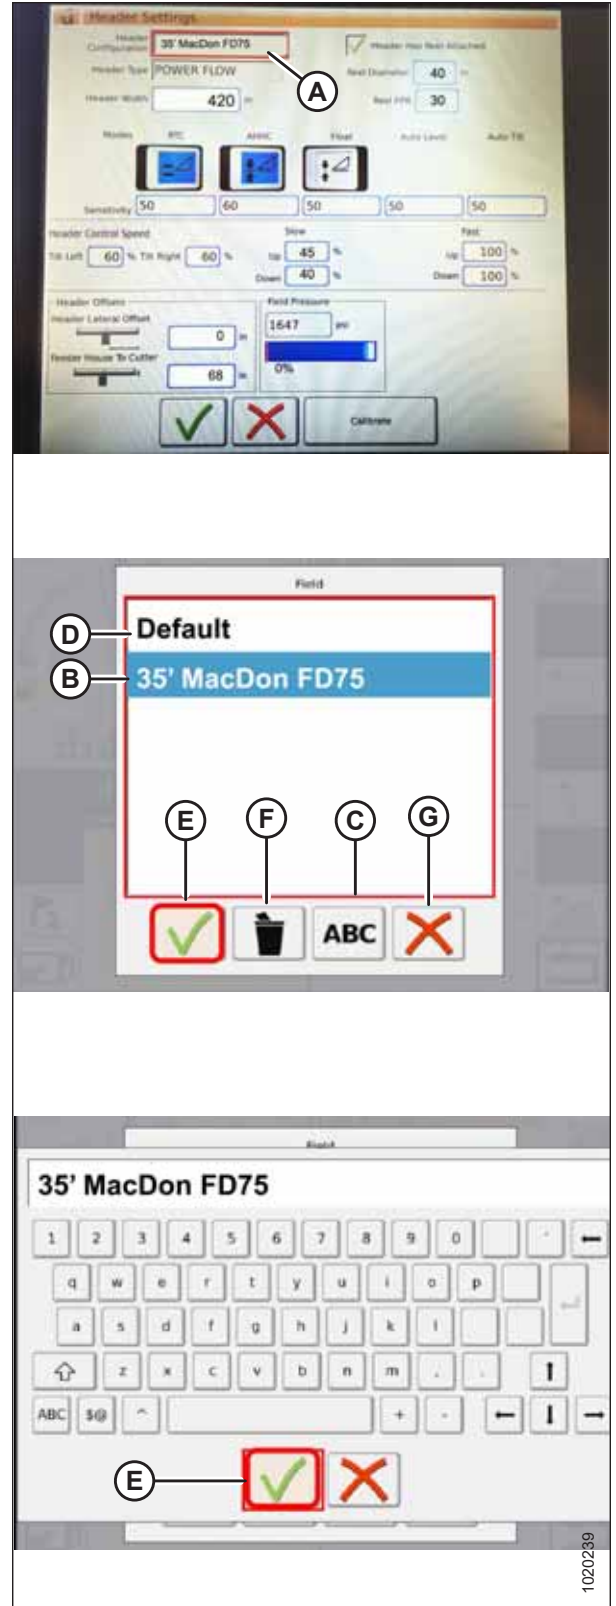 Header Settings
Header Configuration 35' MacDon FD75 Header Has Reel Attached
Header Type POWER FLOW Reel Diameter 40 in
Header Width 420 in Reel PPR 30
Modes RTC AHHC Float Auto Level Auto Tilt
Sensitivity 50 60 50 50 50
Header Control Speed Slow Fast
Tilt Left 60 % Tilt Right 60 % Up 45 % Up 100 %
Down 40 % Down 100 %
Header Offsets Field Pressure
Header Lateral Offset 1647 psi
0 in
Feeder House To Cutter 0%
68 in
Calibrate
A
Field
D Default
B 35' MacDon FD75
E F C G
ABC
Field
35' MacDon FD75
1 2 3 4 5 6 7 8 9 0 '
q w e r t y u i o p
a s d f g h j k l
z x c v b n m , .
ABC $@ ^ + -
E
1020239